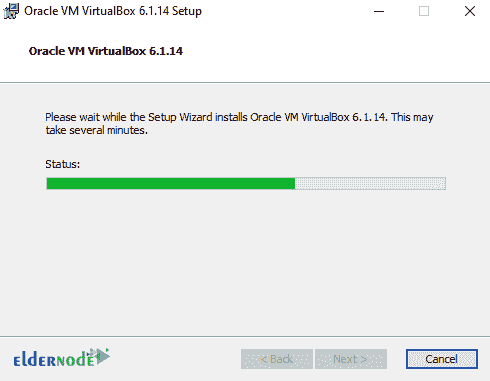 Oracle VM VirtualBox 6.1.14 Setup
Oracle VM VirtualBox 6.1.14
Please wait while the Setup Wizard installs Oracle VM VirtualBox 6.1.14. This may
take several minutes.
Status:
eldernode
< Back
Next >
Cancel